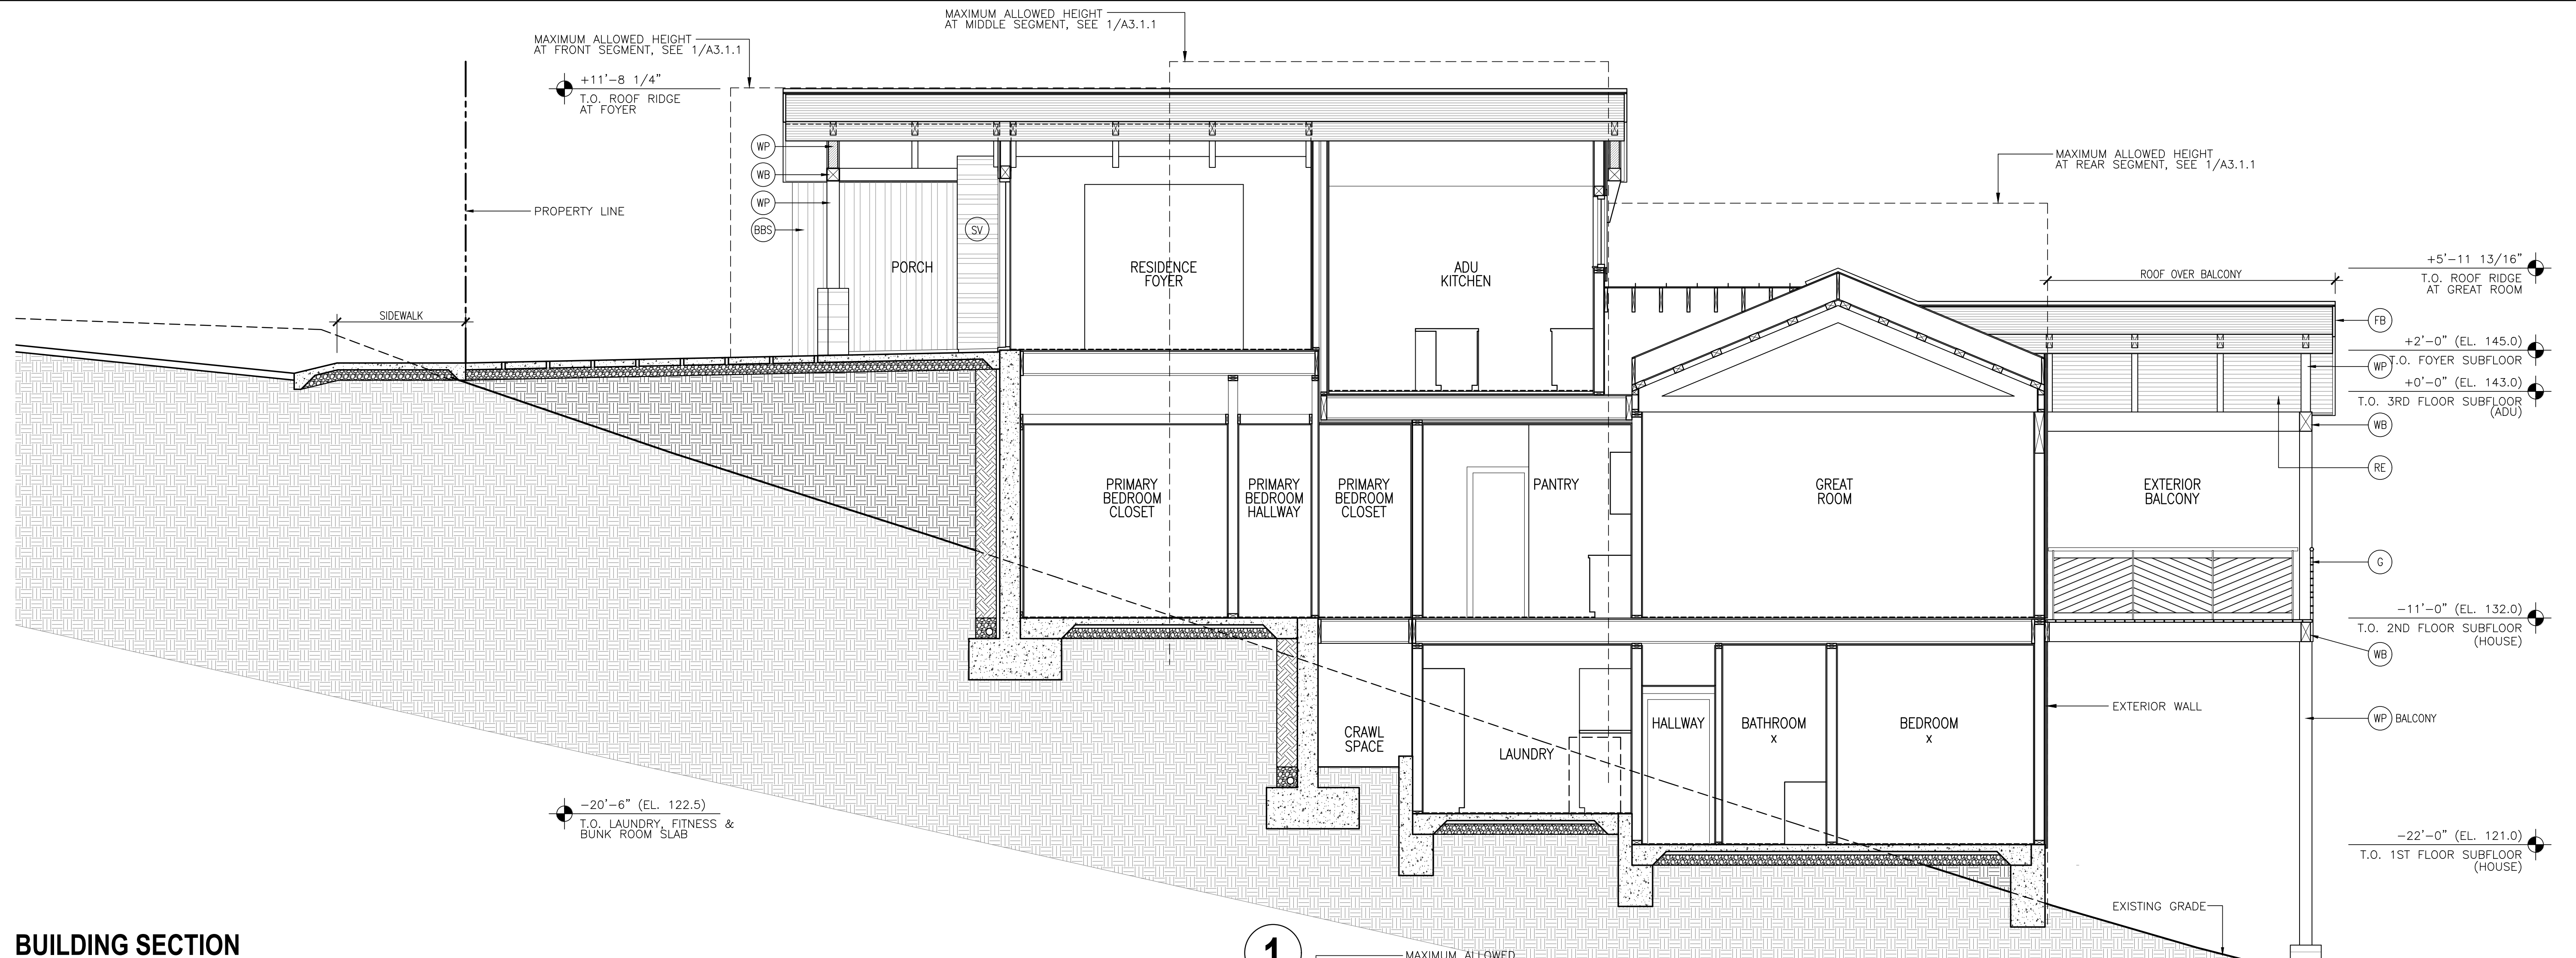 MAXIMUM ALLOWED HEIGHT
AT MIDDLE SEGMENT, SEE 1/A3.1.1
MAXIMUM ALLOWED HEIGHT
AT FRONT SEGMENT, SEE 1/A3.1.1
+11'-8 1/4"
T.O. ROOF RIDGE
AT FOYER
WP
WB
WP
BBS
SV
PROPERTY LINE
MAXIMUM ALLOWED HEIGHT
AT REAR SEGMENT, SEE 1/A3.1.1
PORCH
RESIDENCE
FOYER
ADU
KITCHEN
SIDEWALK
ROOF OVER BALCONY
+5'-11 13/16"
T.O. ROOF RIDGE
AT GREAT ROOM
FB
+2'-0" (EL. 145.0)
T.O. FOYER SUBFLOOR
WP
+0'-0" (EL. 143.0)
T.O. 3RD FLOOR SUBFLOOR
(ADU)
WB
RE
PRIMARY
BEDROOM
CLOSET
PRIMARY
BEDROOM
HALLWAY
PRIMARY
BEDROOM
CLOSET
PANTRY
GREAT
ROOM
EXTERIOR
BALCONY
G
-11'-0" (EL. 132.0)
T.O. 2ND FLOOR SUBFLOOR
(HOUSE)
WB
EXTERIOR WALL
WP
BALCONY
CRAWL
SPACE
LAUNDRY
HALLWAY
BATHROOM
x
BEDROOM
x
-20'-6" (EL. 122.5)
T.O. LAUNDRY, FITNESS &
BUNK ROOM SLAB
-22'-0" (EL. 121.0)
T.O. 1ST FLOOR SUBFLOOR
(HOUSE)
EXISTING GRADE
BUILDING SECTION
1
MAXIMUM ALLOWED